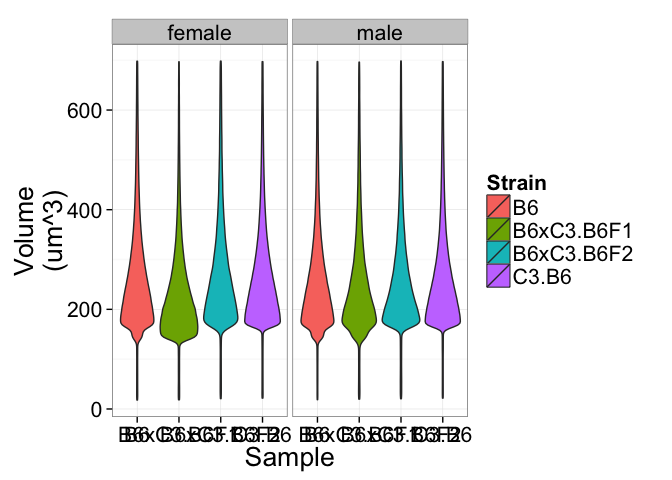 female
male
Volume
(um^3)
600
400
200
0
Sample
Strain
B6
B6xC3.B6F1
B6xC3.B6F2
C3.B6